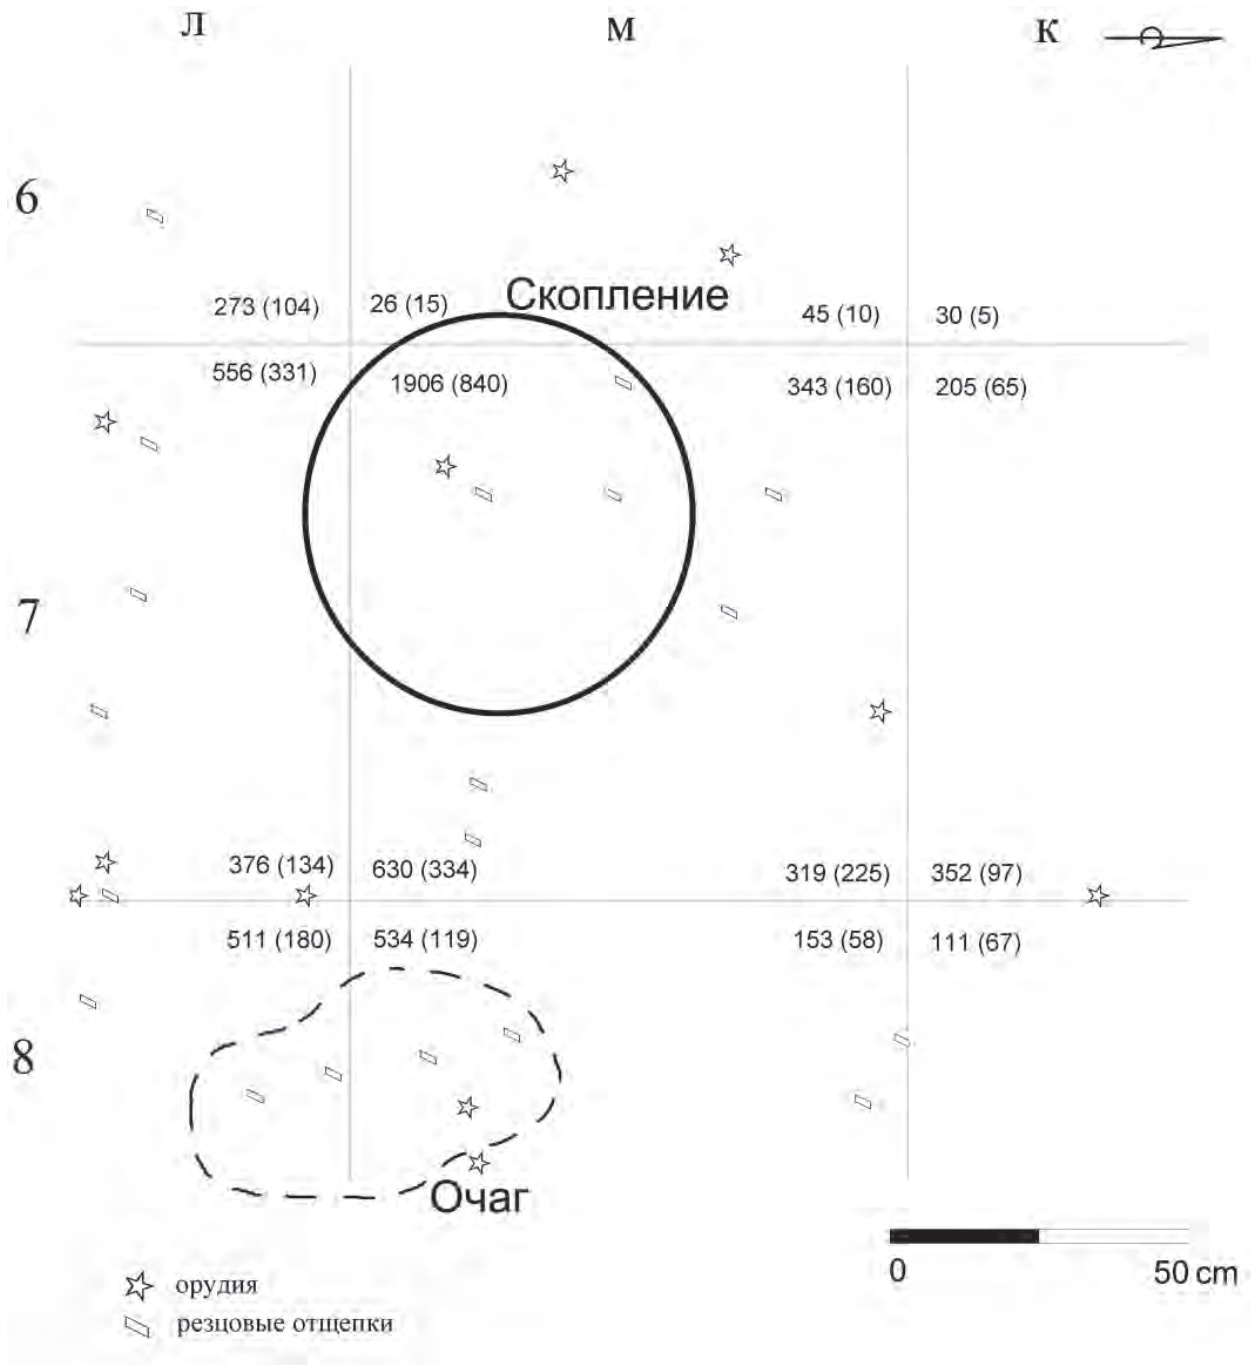 Л М К
6
Скопление
273 (104) 26 (15) 45 (10) 30 (5)
556 (331) 1906 (840) 343 (160) 205 (65)
7
376 (134) 630 (334) 319 (225) 352 (97)
511 (180) 534 (119) 153 (58) 111 (67)
8
Очаг
0 50 cm
орудия
резцовые отщепки